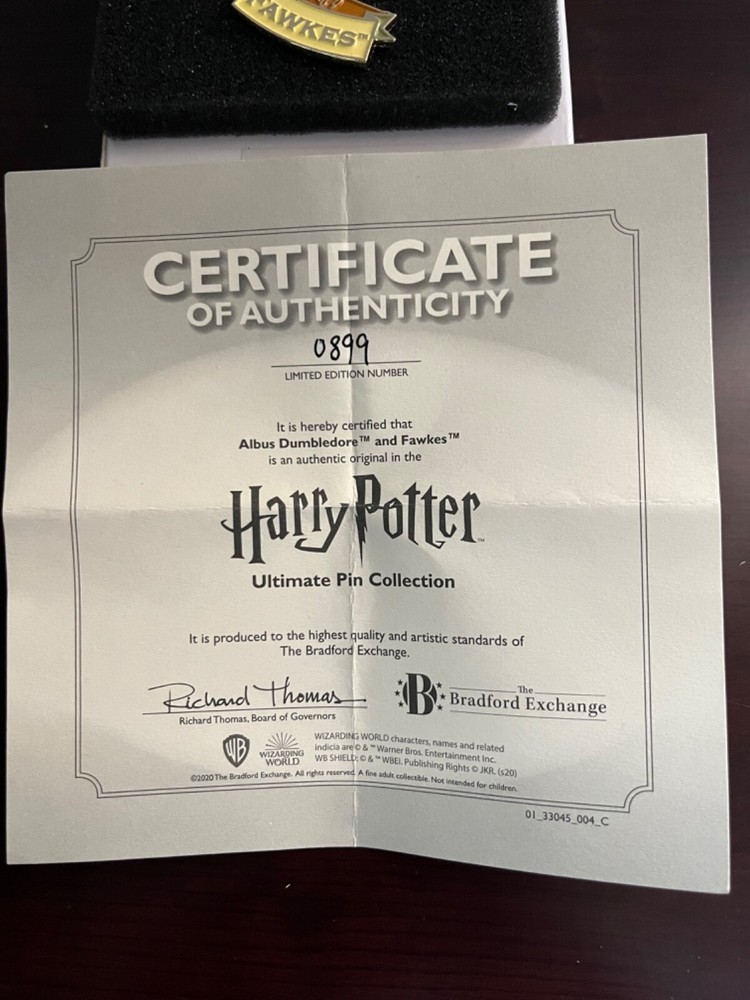 FAWKES™
CERTIFICATE
OF AUTHENTICITY
0899
LIMITED EDITION NUMBER
It is hereby certified that
Albus Dumbledore™ and Fawkes™
is an authentic original in the
Harry Potter™
Ultimate Pin Collection
It is produced to the highest quality and artistic standards of
The Bradford Exchange.
Richard Thomas
Richard Thomas, Board of Governors
B
The
Bradford Exchange
WB
WIZARDING
WORLD
WIZARDING WORLD characters, names and related
indicia are © & ™ Warner Bros. Entertainment Inc.
WB SHIELD: © & ™ WBEI. Publishing Rights © JKR. (s20)
©2020 The Bradford Exchange. All rights reserved. A fine adult collectible. Not intended for children.
01_33045_004_C